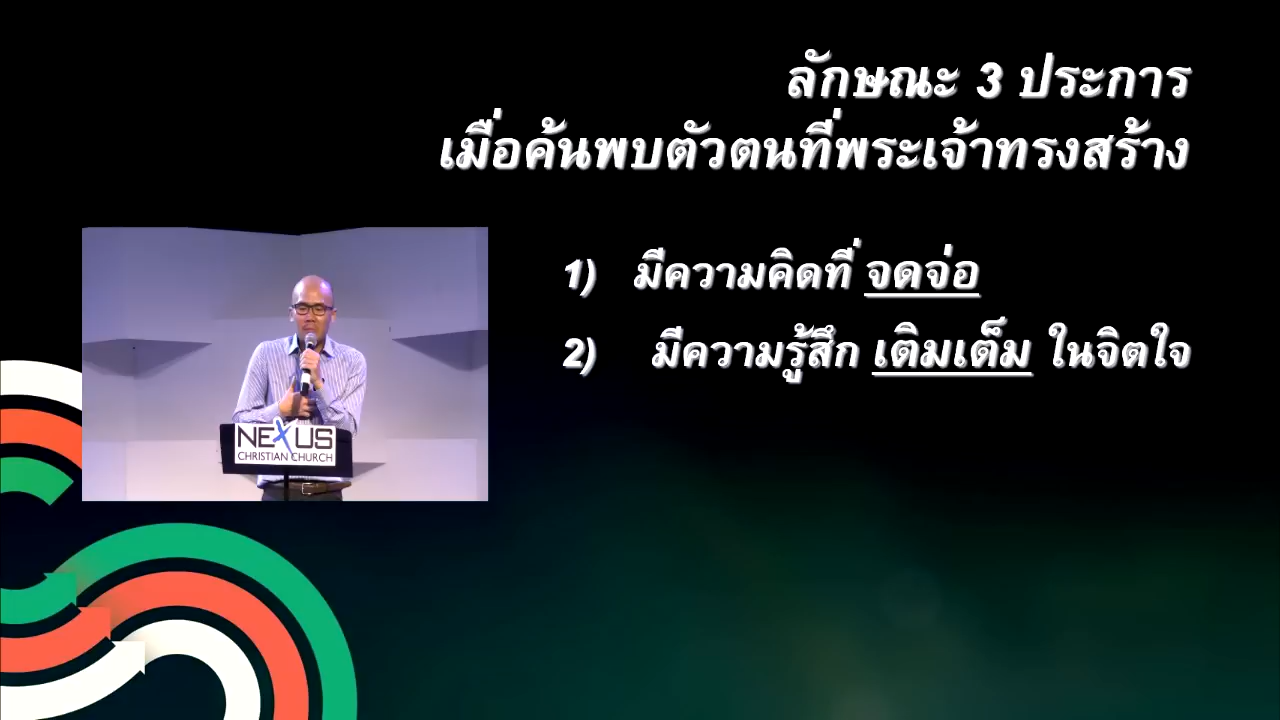 ลักษณะ 3 ประการ
เมื่อค้นพบตัวตนที่พระเจ้าทรงสร้าง
1) มีความคิดที่ จดจ่อ
2) มีความรู้สึก เติมเต็ม ในจิตใจ
NEXUS
CHRISTIAN CHURCH